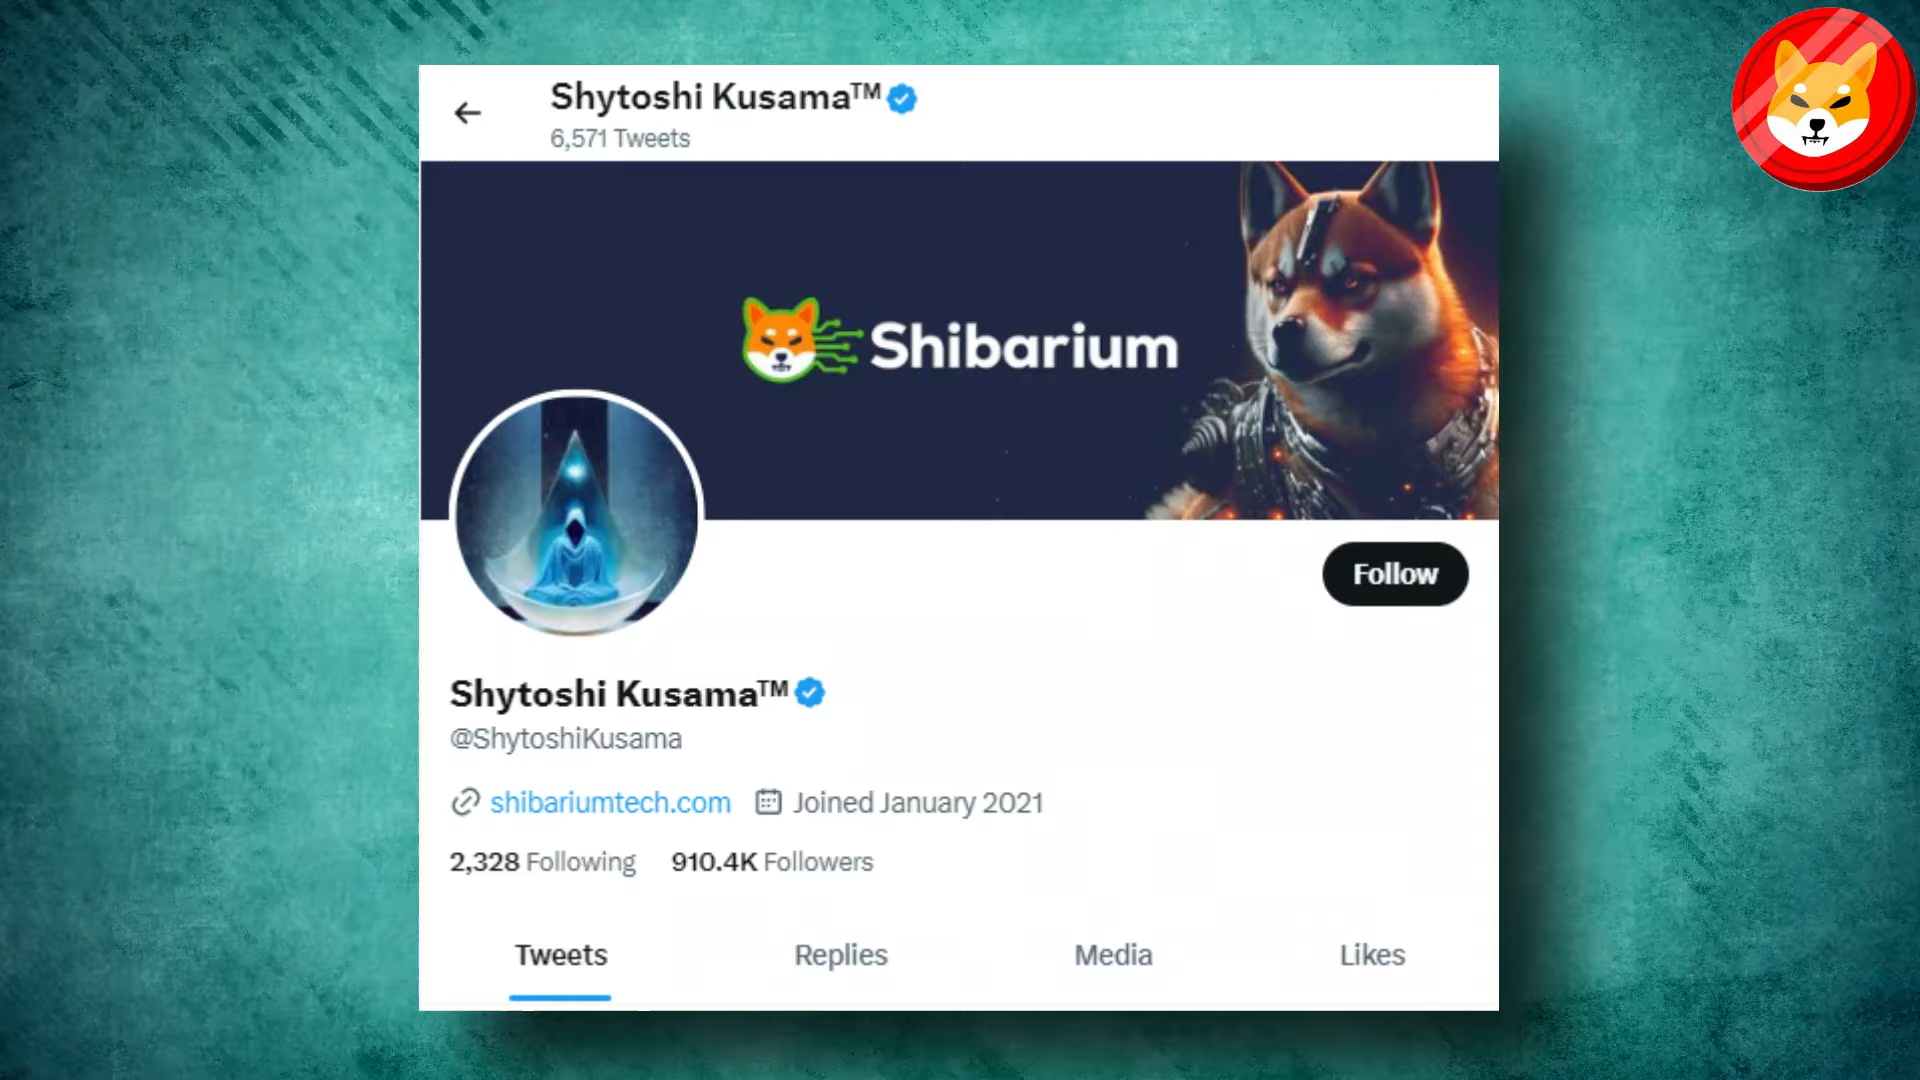 Shytoshi Kusama™
6,571 Tweets
Shibarium
Follow
Shytoshi Kusama™
@ShytoshiKusama
shibariumtech.com Joined January 2021
2,328 Following 910.4K Followers
Tweets Replies Media Likes